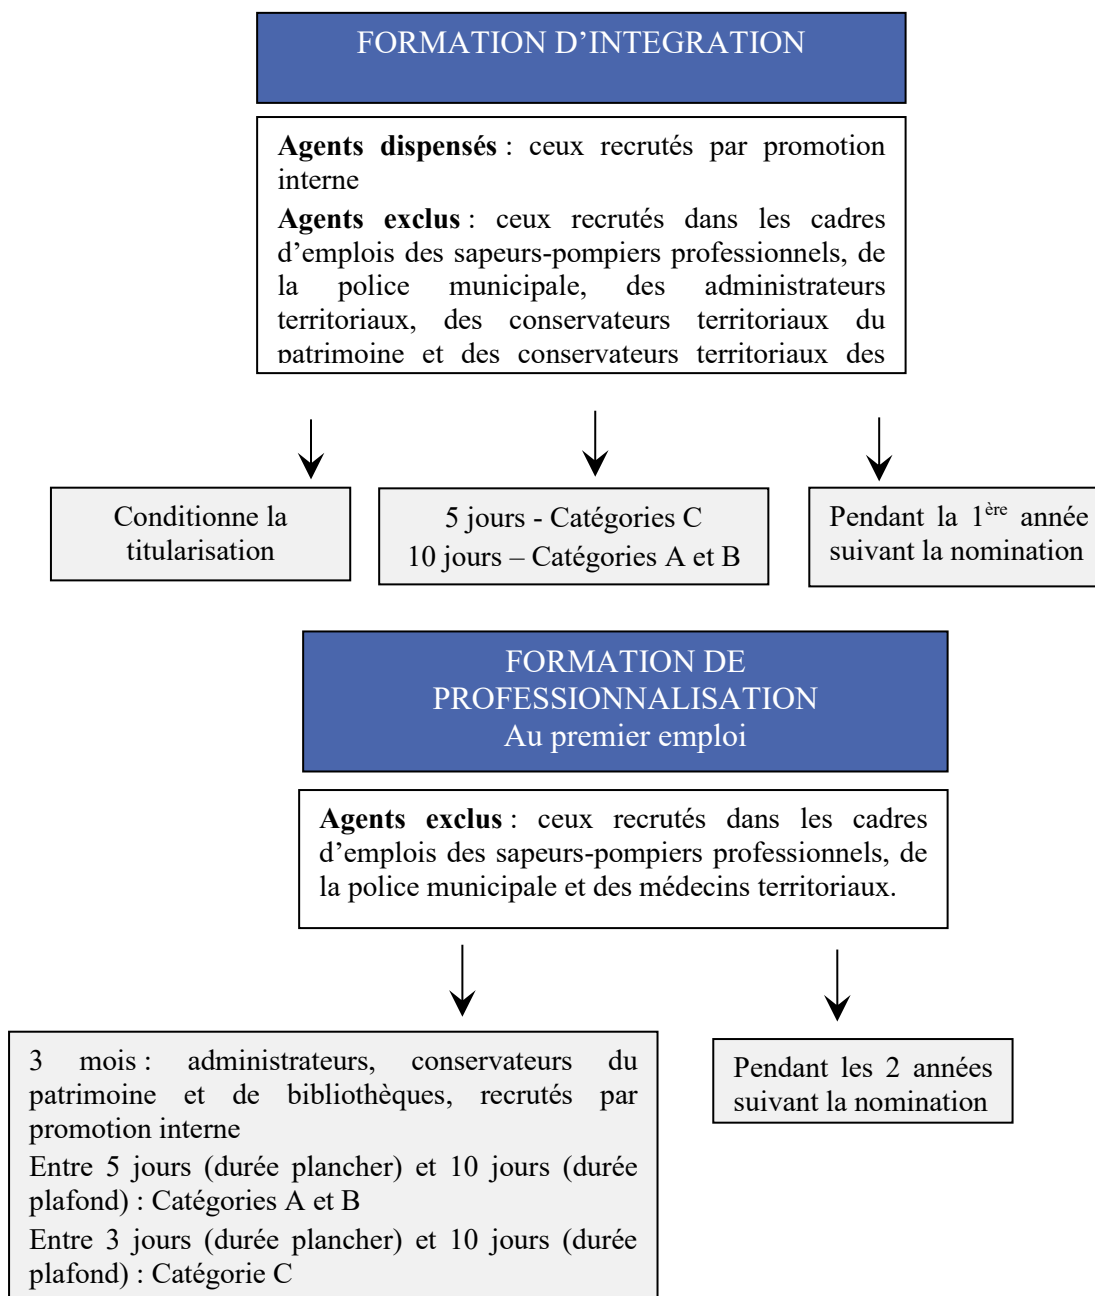 FORMATION D’INTEGRATION
Agents dispensés : ceux recrutés par promotion
interne
Agents exclus : ceux recrutés dans les cadres
d’emplois des sapeurs-pompiers professionnels, de
la police municipale, des administrateurs
territoriaux, des conservateurs territoriaux du
patrimoine et des conservateurs territoriaux des
Conditionne la
titularisation
5 jours - Catégories C
10 jours – Catégories A et B
Pendant la 1ère année
suivant la nomination
FORMATION DE
PROFESSIONNALISATION
Au premier emploi
Agents exclus : ceux recrutés dans les cadres
d’emplois des sapeurs-pompiers professionnels, de
la police municipale et des médecins territoriaux.
3 mois : administrateurs, conservateurs du
patrimoine et de bibliothèques, recrutés par
promotion interne
Entre 5 jours (durée plancher) et 10 jours (durée
plafond) : Catégories A et B
Entre 3 jours (durée plancher) et 10 jours (durée
plafond) : Catégorie C
Pendant les 2 années
suivant la nomination